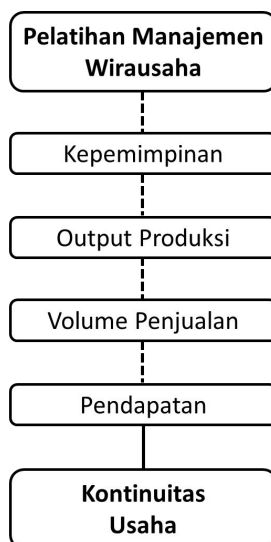 Pelatihan Manajemen
Wirausaha
Kepemimpinan
Output Produksi
Volume Penjualan
Pendapatan
Kontinuitas
Usaha